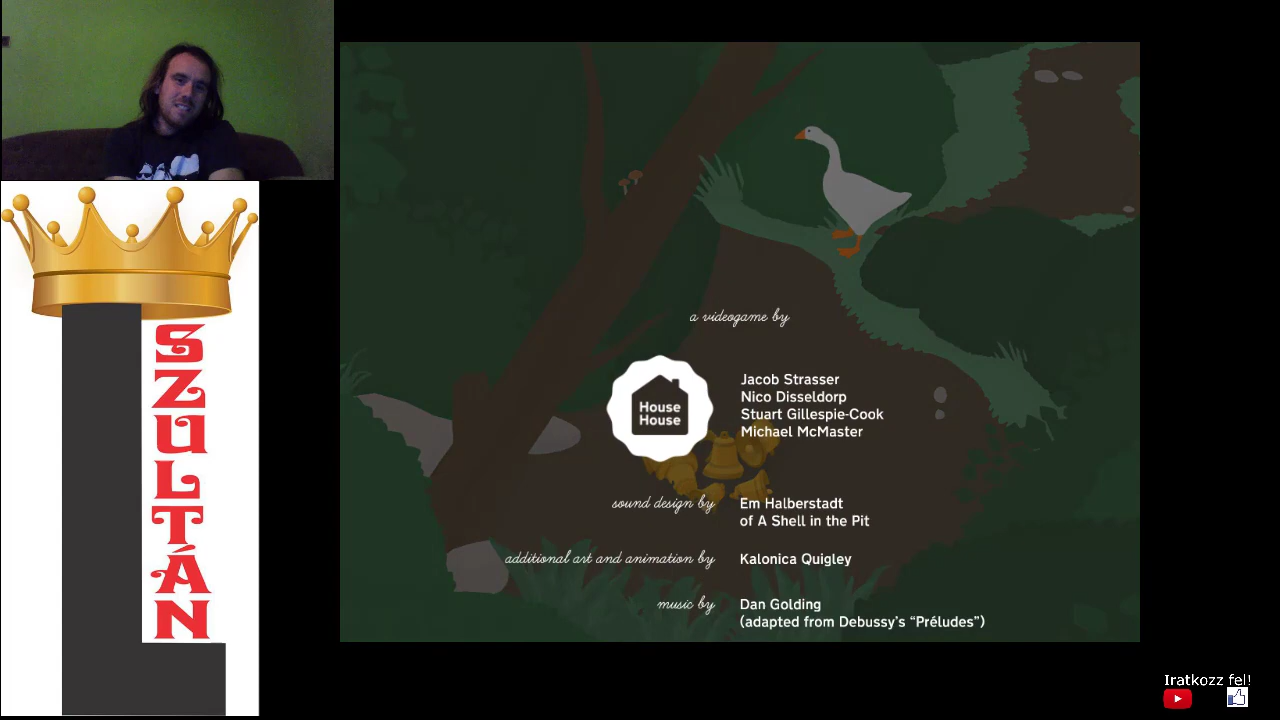 SZULTÁN
a videogame by
House
House
Jacob Strasser
Nico Disseldorp
Stuart Gillespie-Cook
Michael McMaster
sound design by
Em Halberstadt
of A Shell in the Pit
additional art and animation by
Kalonica Quigley
music by
Dan Golding
(adapted from Debussy's “Préludes”)
Iratkozz fel!